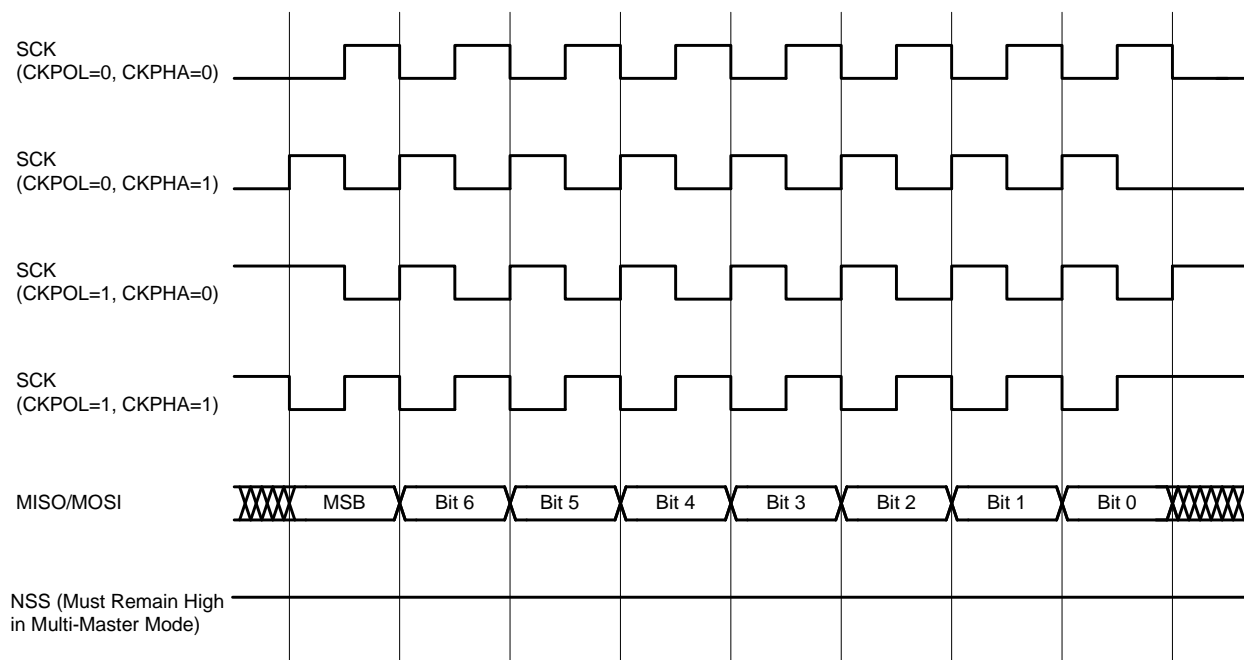 SCK
(CKPOL=0, CKPHA=0)
SCK
(CKPOL=0, CKPHA=1)
SCK
(CKPOL=1, CKPHA=0)
SCK
(CKPOL=1, CKPHA=1)
MISO/MOSI
MSB
Bit 6
Bit 5
Bit 4
Bit 3
Bit 2
Bit 1
Bit 0
NSS (Must Remain High
in Multi-Master Mode)